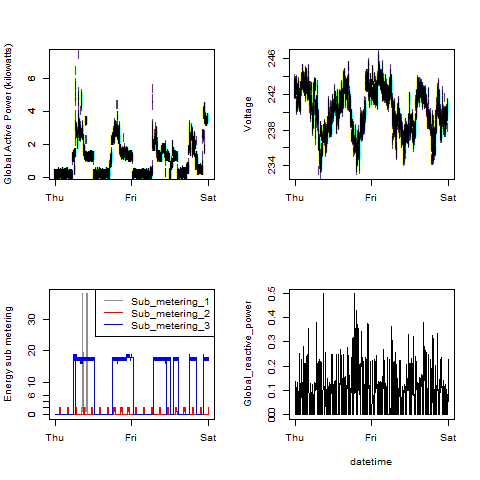 Global Active Power (kilowatts)
0 2 4 6
Thu Fri Sat
Voltage
234 238 242 246
Thu Fri Sat
Energy sub metering
0 2 6 10 20 30
Sub_metering_1
Sub_metering_2
Sub_metering_3
Thu Fri Sat
Global_reactive_power
0.0 0.1 0.2 0.3 0.4 0.5
Thu Fri Sat
datetime